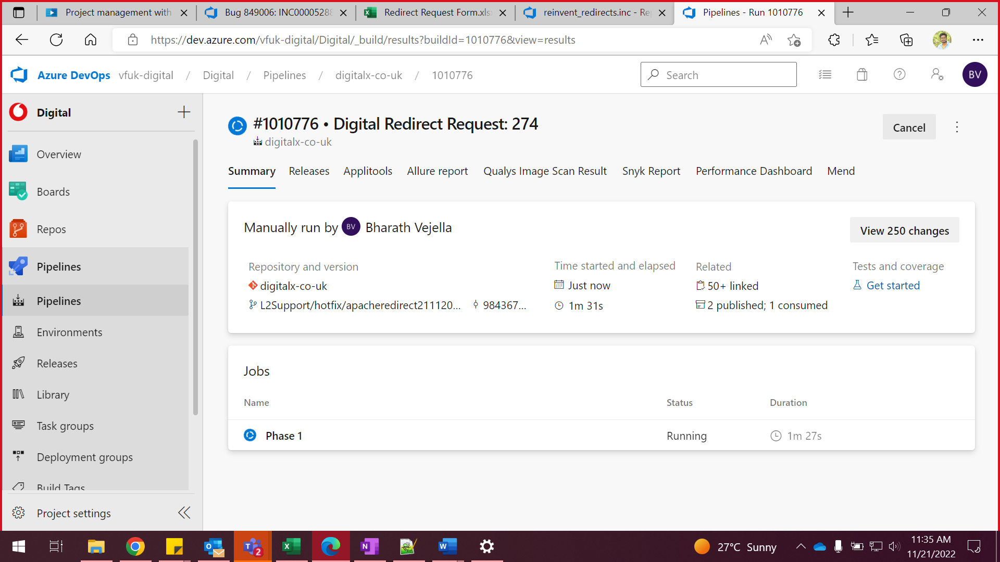 Project management with
Bug 849006: INC00005288
Redirect Request Form.xls
reinvent_redirects.inc - Re
Pipelines - Run 1010776
https://dev.azure.com/vfuk-digital/Digital/_build/results?buildId=1010776&view=results
Azure DevOps vfuk-digital / Digital / Pipelines / digitalx-co-uk / 1010776
Search
BV
Digital
Overview
Boards
Repos
Pipelines
Pipelines
Environments
Releases
Library
Task groups
Deployment groups
Build Tags
Project settings
#1010776 • Digital Redirect Request: 274
digitalx-co-uk
Cancel
Summary Releases Applitools Allure report Qualys Image Scan Result Snyk Report Performance Dashboard Mend
Manually run by BV Bharath Vejella
View 250 changes
Repository and version
digitalx-co-uk
L2Support/hotfix/apacheredirect211120... 984367...
Time started and elapsed
Just now
1m 31s
Related
50+ linked
2 published; 1 consumed
Tests and coverage
Get started
Jobs
Name Status Duration
Phase 1 Running 1m 27s
27°C Sunny
11:35 AM
11/21/2022